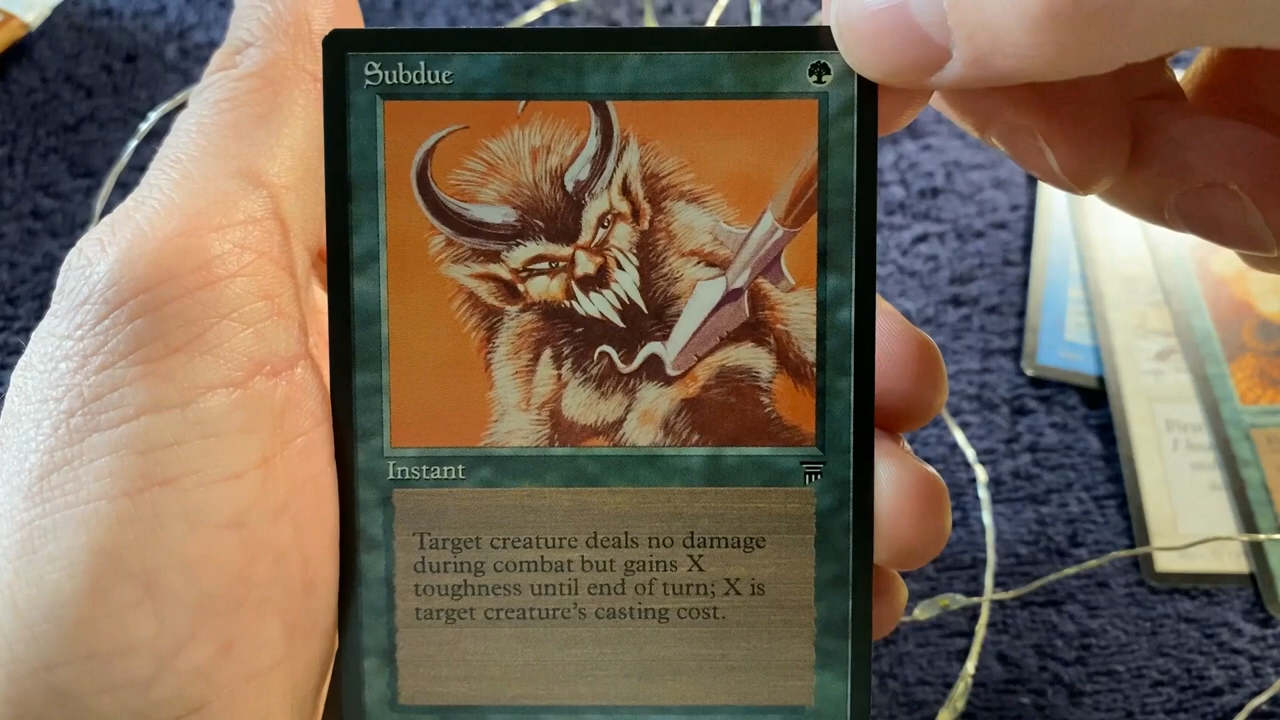 Subdue
Instant
Target creature deals no damage
during combat but gains X
toughness until end of turn; X is
target creature's casting cost.